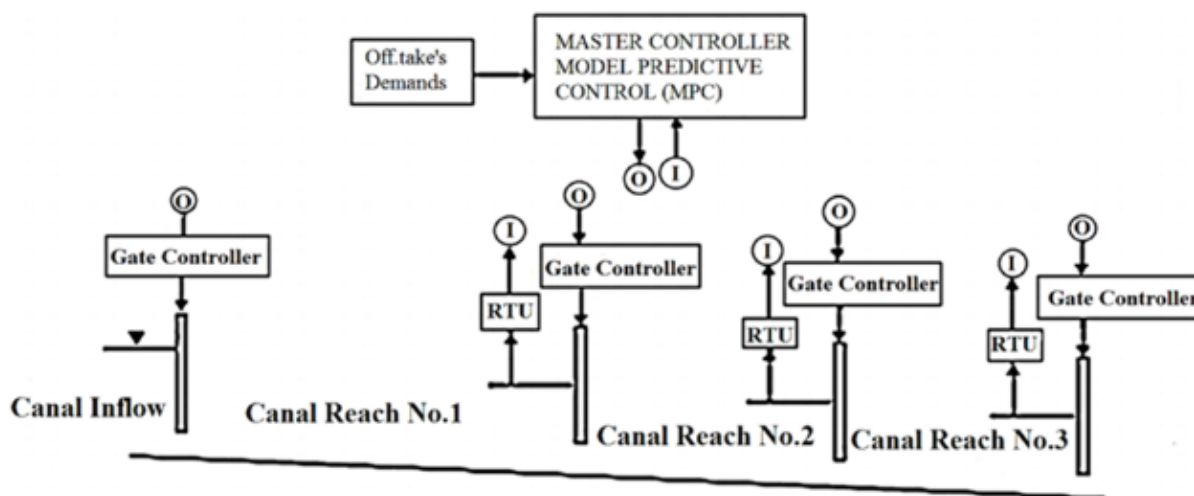 Off.take's
Demands
MASTER CONTROLLER
MODEL PREDICTIVE
CONTROL (MPC)
O
I
O
Gate Controller
Canal Inflow
Canal Reach No.1
I
RTU
O
Gate Controller
Canal Reach No.2
I
RTU
O
Gate Controller
Canal Reach No.3
I
RTU
O
Gate Controller